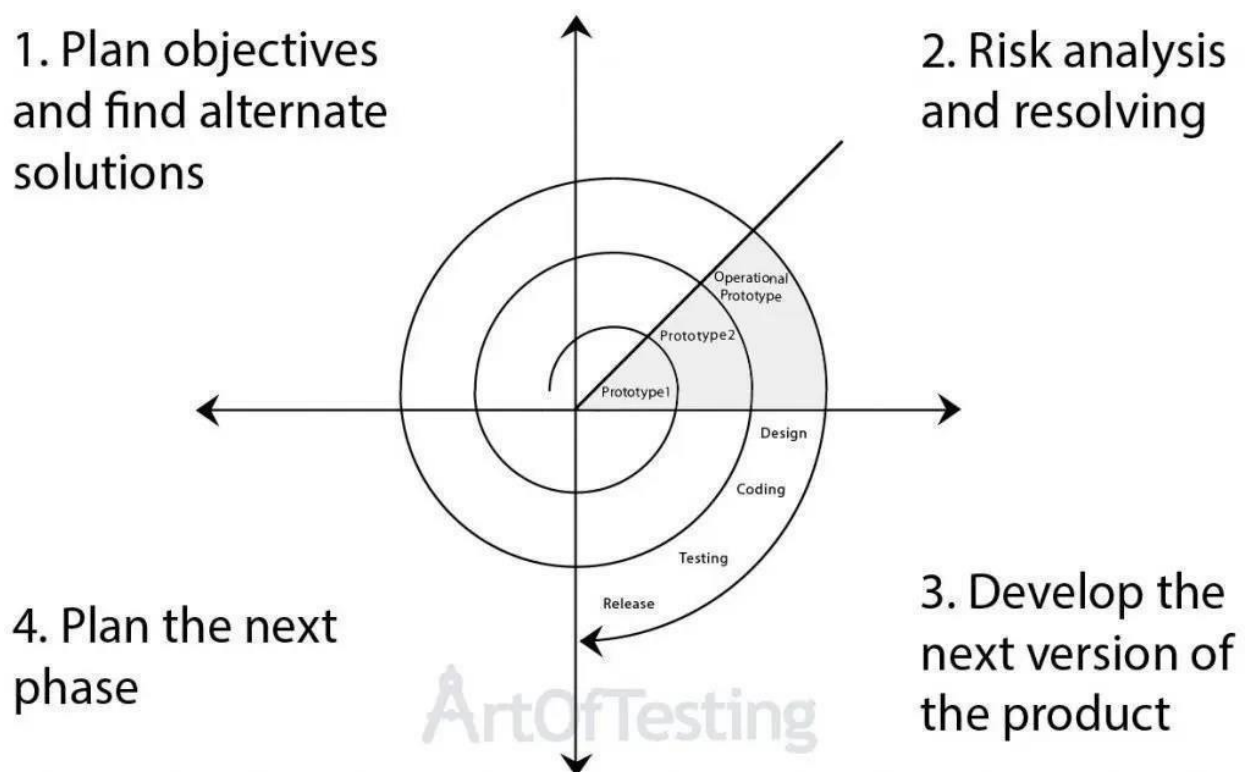 1. Plan objectives
and find alternate
solutions
2. Risk analysis
and resolving
Operational
Prototype
Prototype2
Prototype1
Design
Coding
Testing
Release
4. Plan the next
phase
3. Develop the
next version of
the product
ArtOfTesting